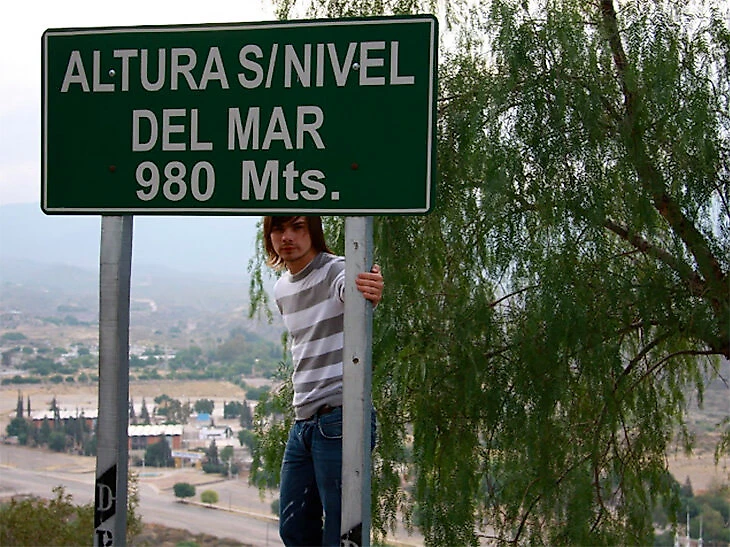 ALTURA S/NIVEL
DEL MAR
980 Mts.
D